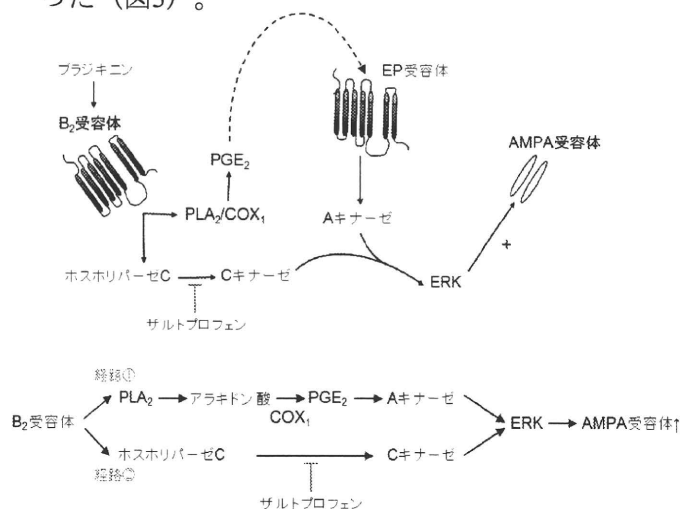 った(図5)。
ブラジキニン
EP受容体
B₂受容体
AMPA受容体
PGE₂
PLA₂/COX₁
Aキナーゼ
+
ホスホリパーゼC
Cキナーゼ
ERK
ザルトプロフェン
経路①
PLA₂
アラキドン酸
PGE₂
Aキナーゼ
COX₁
B₂受容体
ERK
AMPA受容体↑
ホスホリパーゼC
Cキナーゼ
経路②
ザルトプロフェン